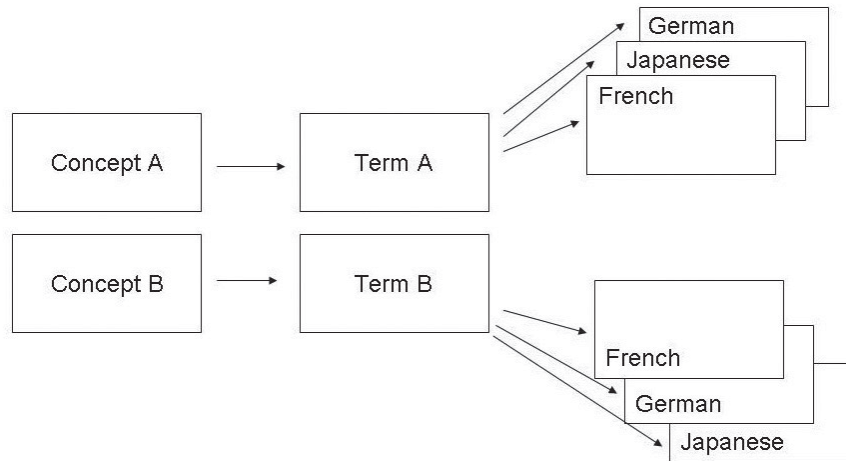 German
Japanese
French
Concept A
Term A
Concept B
Term B
French
German
Japanese